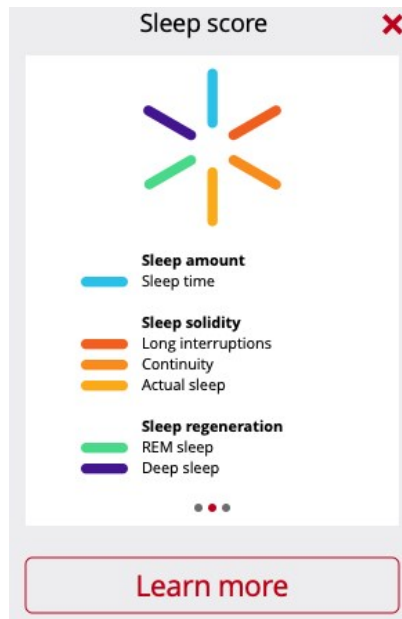 Sleep score
Sleep amount
Sleep time
Sleep solidity
Long interruptions
Continuity
Actual sleep
Sleep regeneration
REM sleep
Deep sleep
Learn more